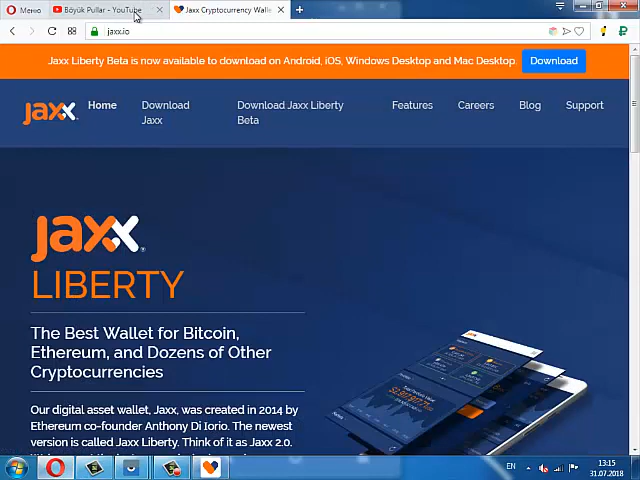 Меню
Böyük Pullar - YouTube
Jaxx Cryptocurrency Walle
jaxx.io
Jaxx Liberty Beta is now available to download on Android, iOS, Windows Desktop and Mac Desktop.
Download
jaxx
Home
Download Jaxx
Download Jaxx Liberty Beta
Features
Careers
Blog
Support
jaxx
LIBERTY
The Best Wallet for Bitcoin,
Ethereum, and Dozens of Other
Cryptocurrencies
Our digital asset wallet, Jaxx, was created in 2014 by
Ethereum co-founder Anthony Di Iorio. The newest
version is called Jaxx Liberty. Think of it as Jaxx 2.0.
EN
13:15
31.07.2018